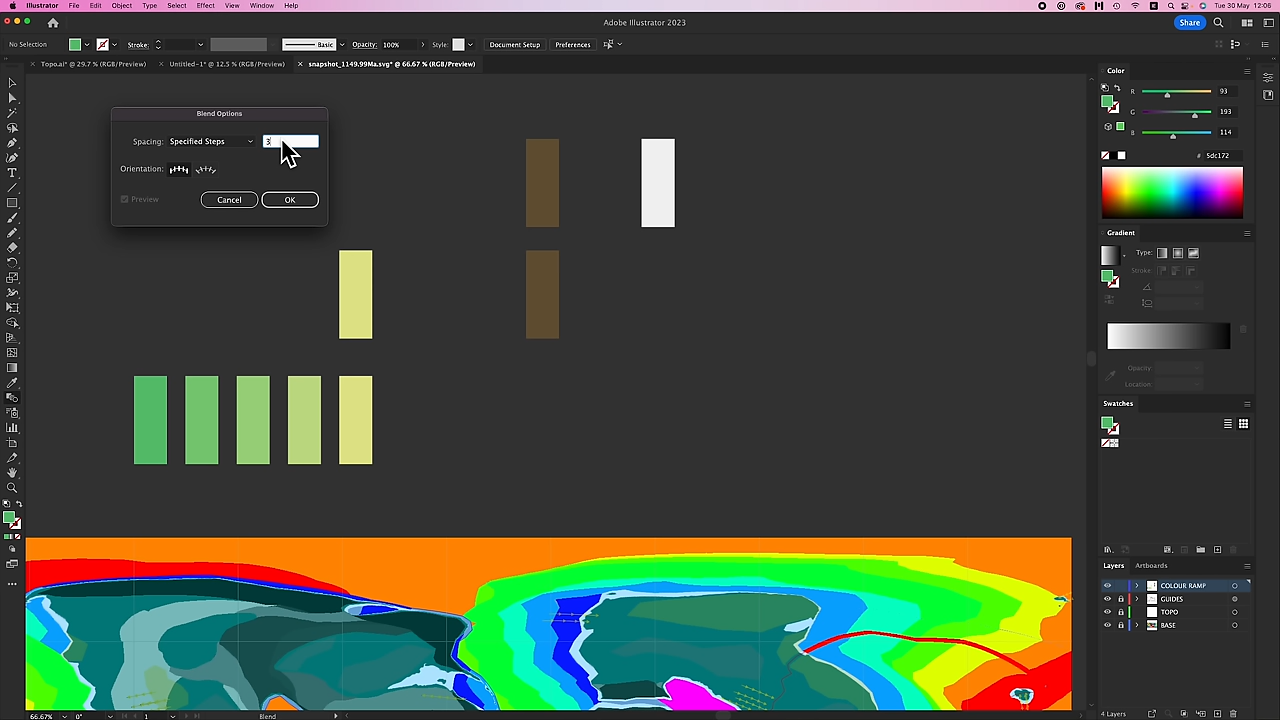 Illustrator File Edit Object Type Select Effect View Window Help
Tue 30 May 12:06
Adobe Illustrator 2023
Share
No Selection Stroke: Basic Opacity: 100% Style: Document Setup Preferences
Topo.ai* @ 29.7 % (RGB/Preview) Untitled-1* @ 12.5 % (RGB/Preview) snapshot_1149.99Ma.svg* @ 66.67 % (RGB/Preview)
Blend Options
Spacing: Specified Steps 3
Orientation:
Preview Cancel OK
Color
R 93
G 193
B 114
# 5dc172
Gradient
Type:
Stroke:
Opacity:
Location:
Swatches
Layers Artboards
COLOUR RAMP
GUIDES
TOPO
BASE
4 Layers
66.67% 0° 1 Blend